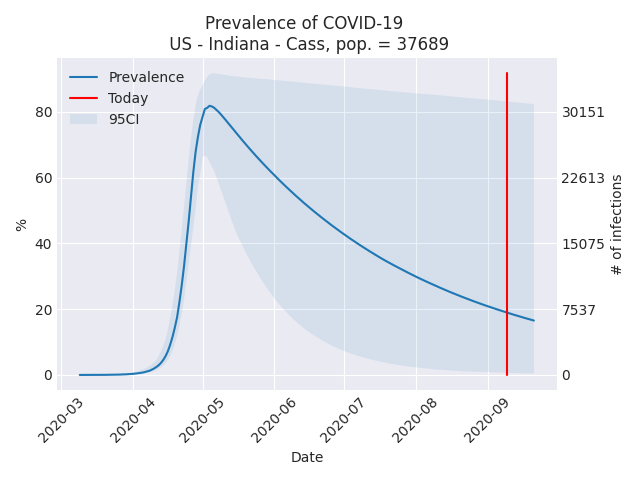 Prevalence of COVID-19
US - Indiana - Cass, pop. = 37689
Prevalence
Today
95CI
80
60
40
20
0
%
30151
22613
15075
7537
0
# of infections
2020-03
2020-04
2020-05
2020-06
2020-07
2020-08
2020-09
Date